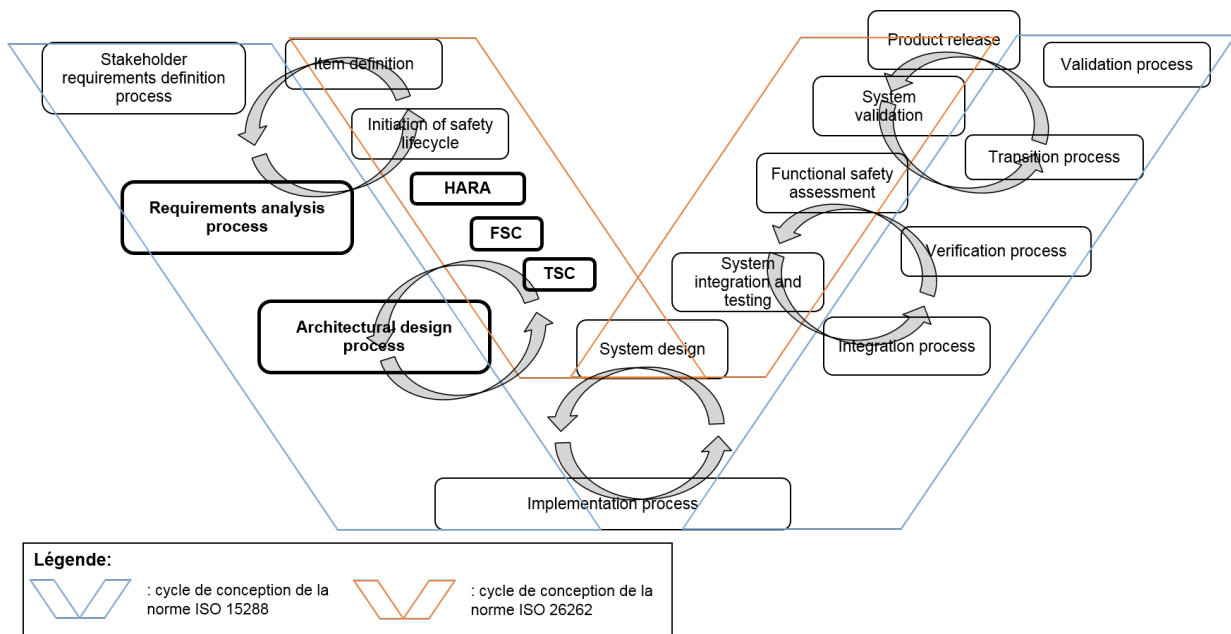 Stakeholder
requirements definition
process
Item definition
Initiation of safety
lifecycle
HARA
Requirements analysis
process
FSC
TSC
Architectural design
process
System design
Implementation process
Product release
Validation process
System
validation
Transition process
Functional safety
assessment
Verification process
System
integration and
testing
Integration process
Légende:
: cycle de conception de la
norme ISO 15288
: cycle de conception de la
norme ISO 26262